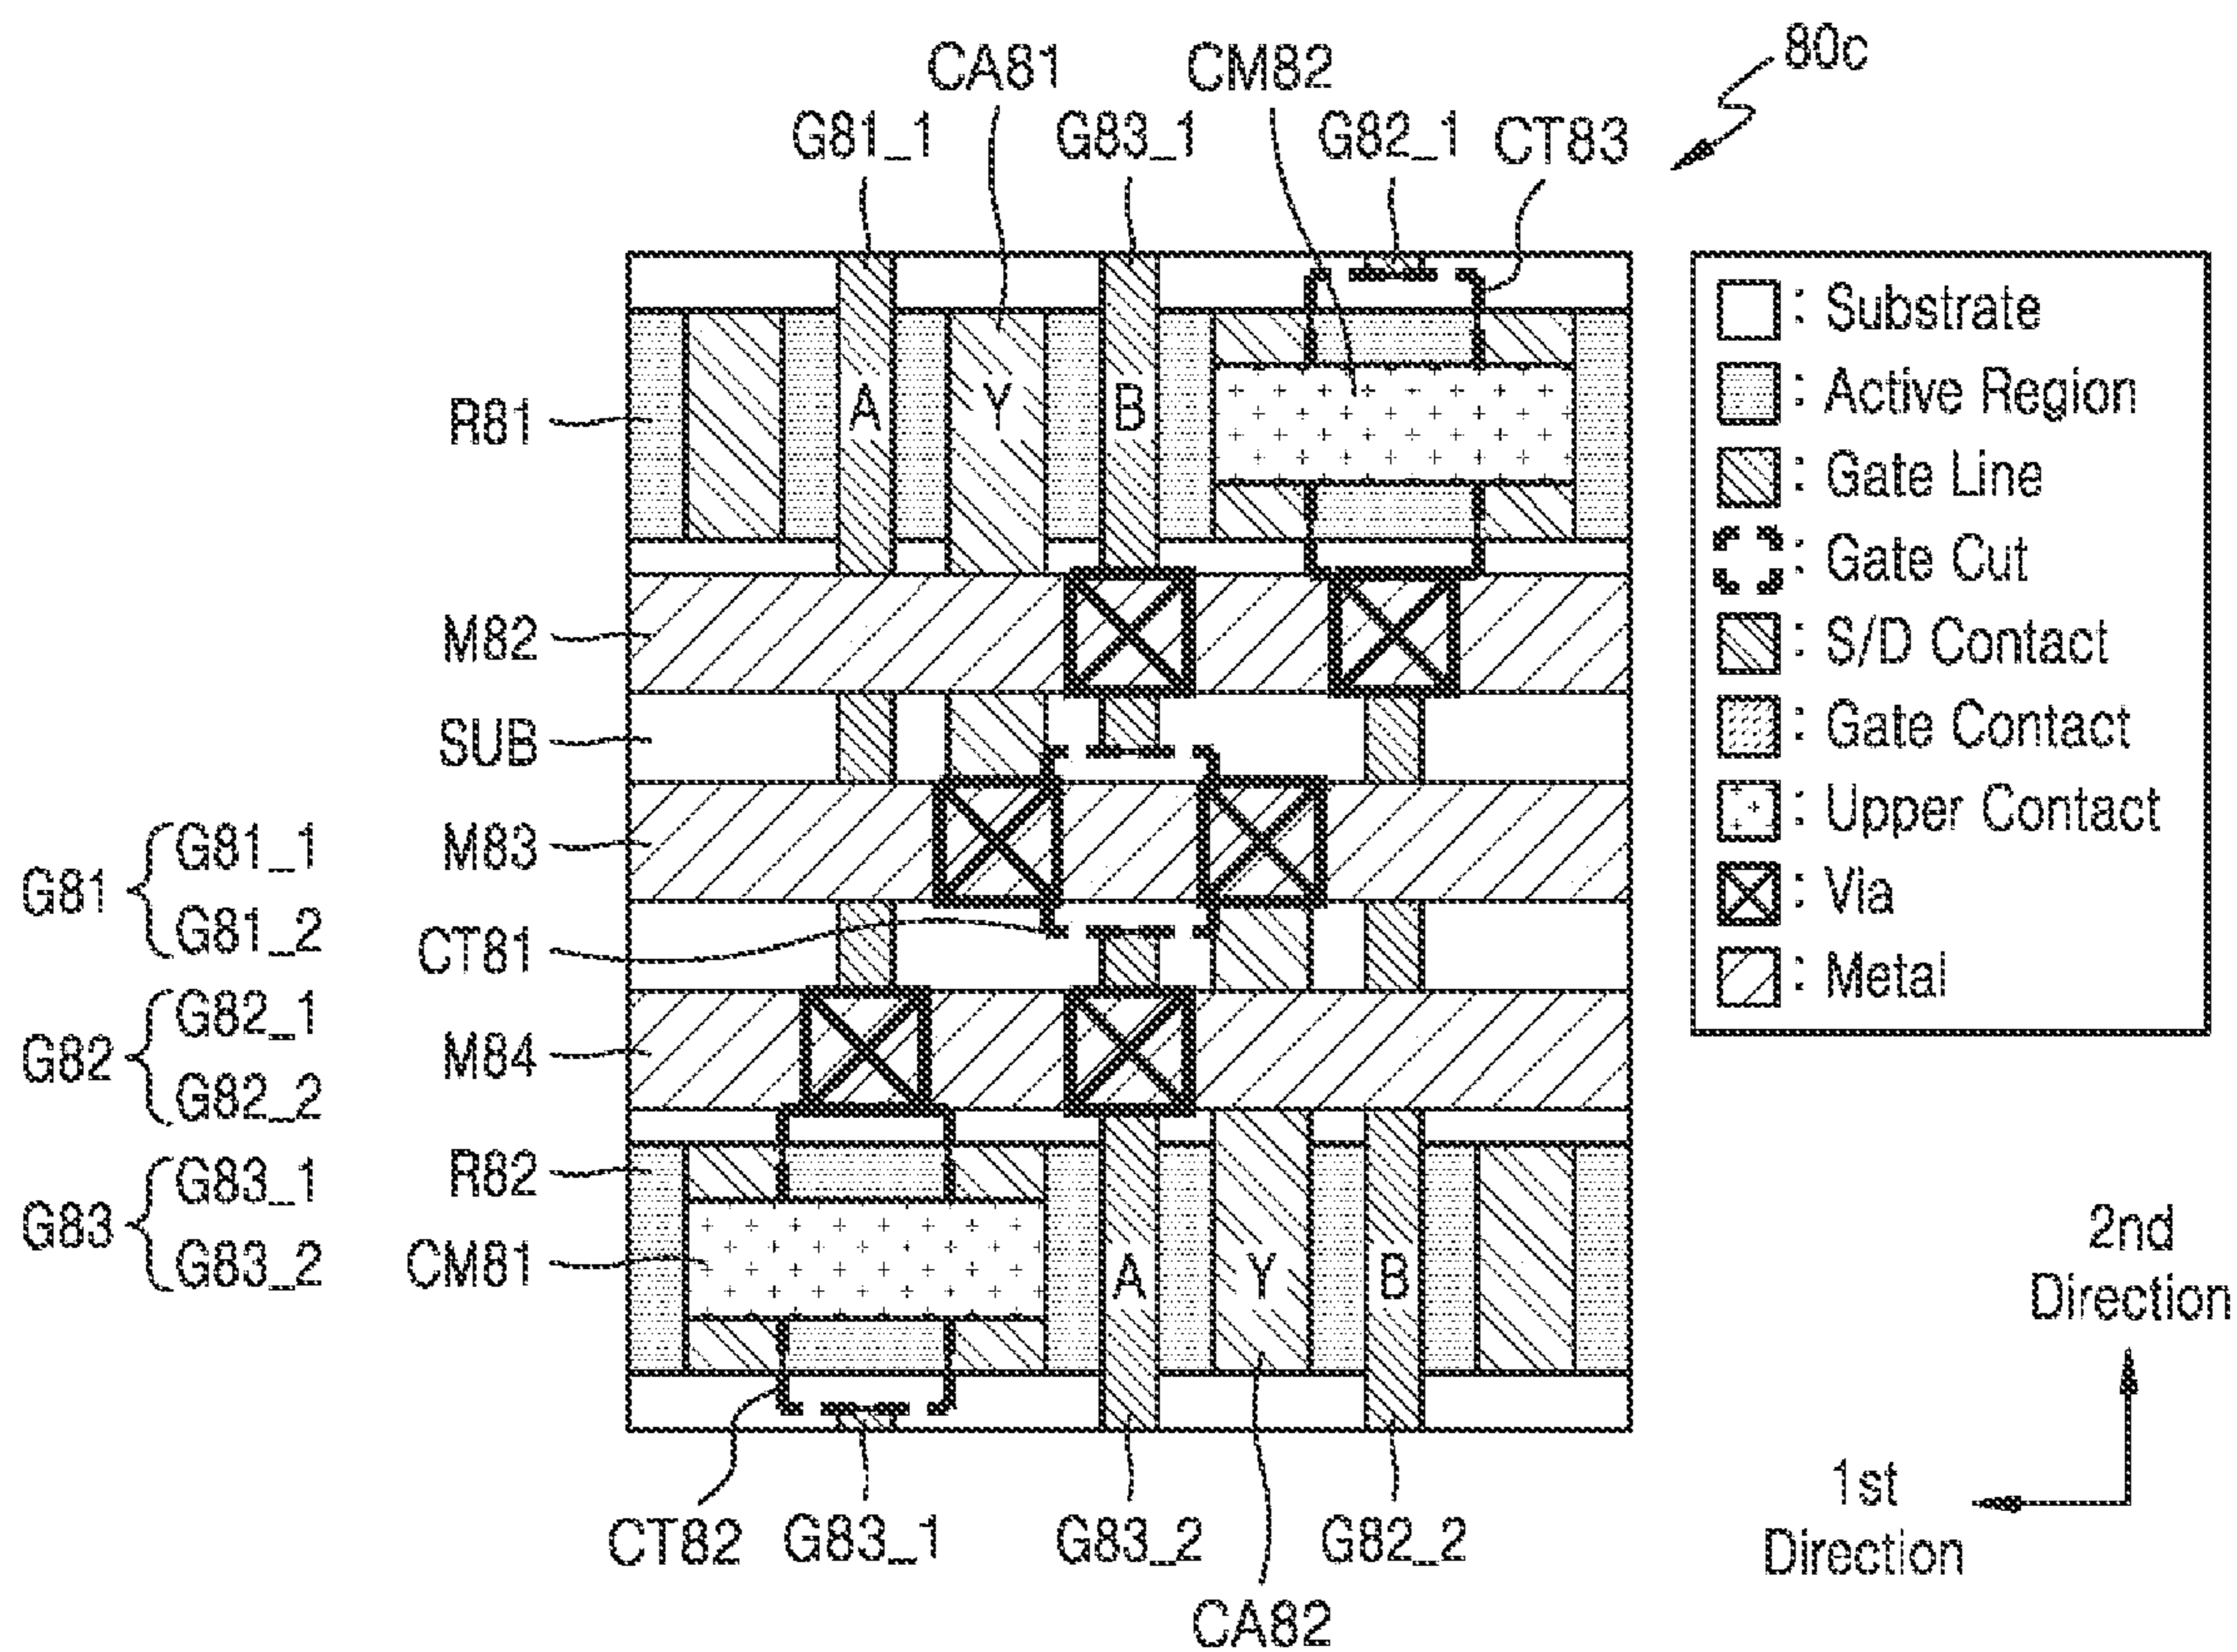 80c
CA81 CM82
G81_1 G83_1 G82_1 CT83
R81
A Y B
M82
SUB
M83
CT81
M84
R82
CM81
A Y B
G81 { G81_1
G81_2
G82 { G82_1
G82_2
G83 { G83_1
G83_2
CT82 G83_1 G83_2 G82_2
CA82
: Substrate
: Active Region
: Gate Line
: Gate Cut
: S/D Contact
: Gate Contact
: Upper Contact
: Via
: Metal
2nd
Direction
1st
Direction